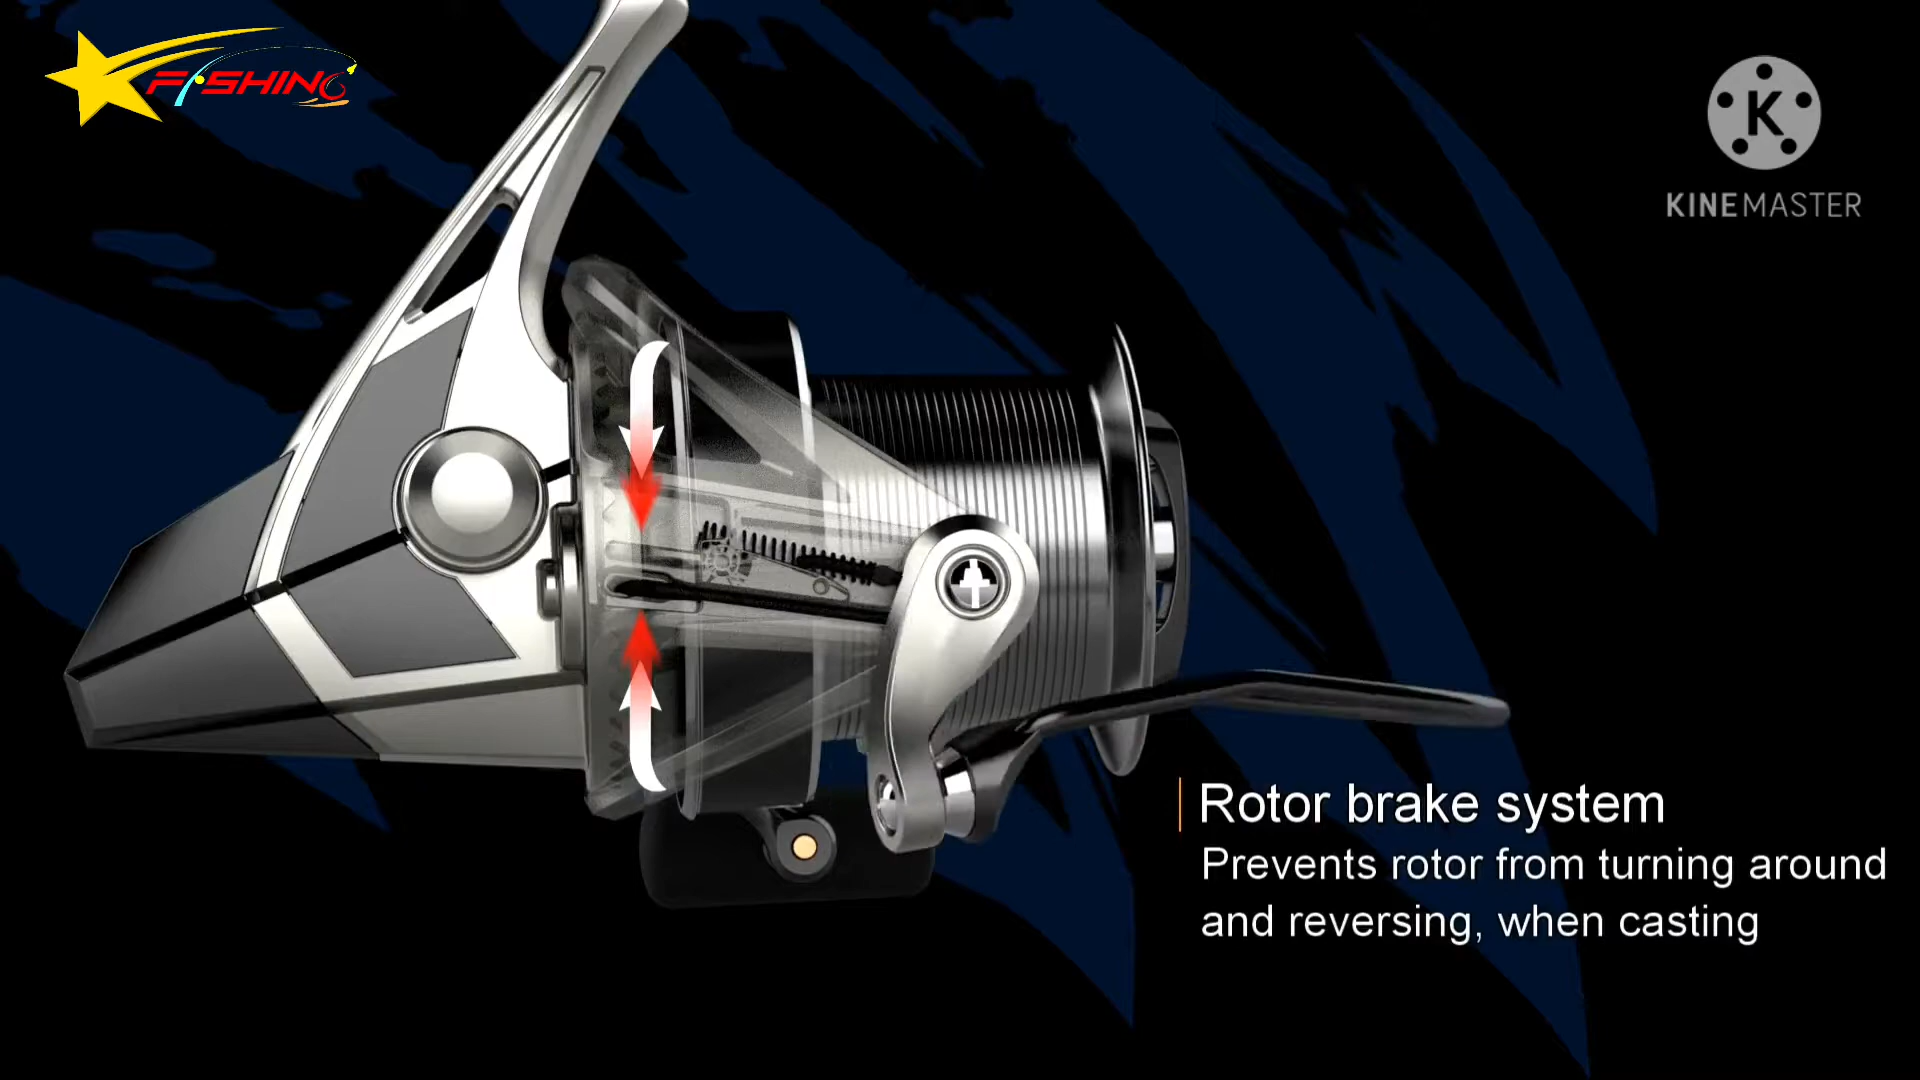 FISHING
K
KINEMASTER
Rotor brake system
Prevents rotor from turning around
and reversing, when casting